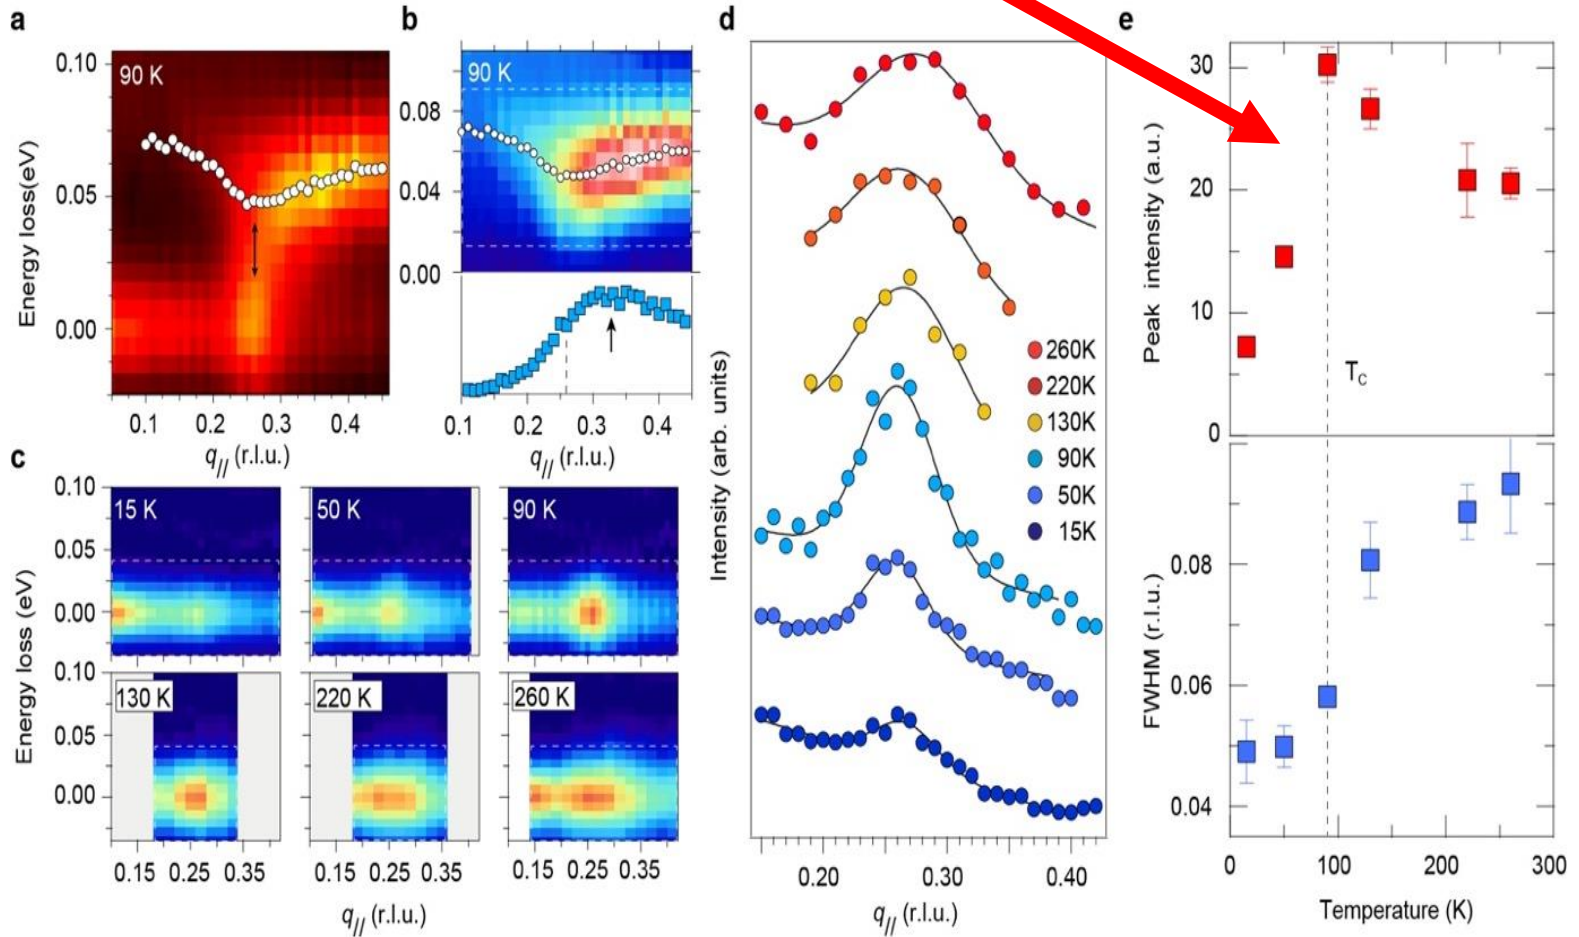 a
0.10
90 K
0.05
0.00
Energy loss(eV)
0.1 0.2 0.3 0.4
q// (r.l.u.)
b
90 K
0.08
0.04
0.00
0.1 0.2 0.3 0.4
q// (r.l.u.)
c
0.10
0.05
0.00
0.10
0.05
0.00
Energy loss (eV)
15 K
50 K
90 K
130 K
220 K
260 K
0.15 0.25 0.35
0.15 0.25 0.35
0.15 0.25 0.35
q// (r.l.u.)
d
Intensity (arb. units)
260K
220K
130K
90K
50K
15K
0.20 0.30 0.40
q// (r.l.u.)
e
30
20
10
0
Peak intensity (a.u.)
TC
0.08
0.06
0.04
FWHM (r.l.u.)
0 100 200 300
Temperature (K)